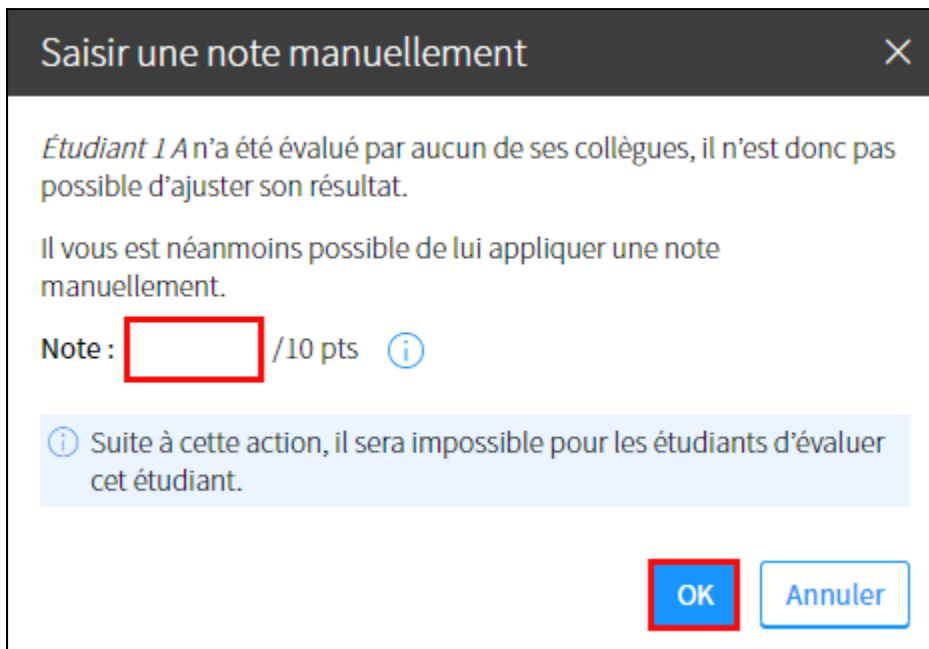 Saisir une note manuellement
Étudiant 1 A n’a été évalué par aucun de ses collègues, il n’est donc pas
possible d’ajuster son résultat.
Il vous est néanmoins possible de lui appliquer une note
manuellement.
Note : /10 pts
Suite à cette action, il sera impossible pour les étudiants d’évaluer
cet étudiant.
OK Annuler